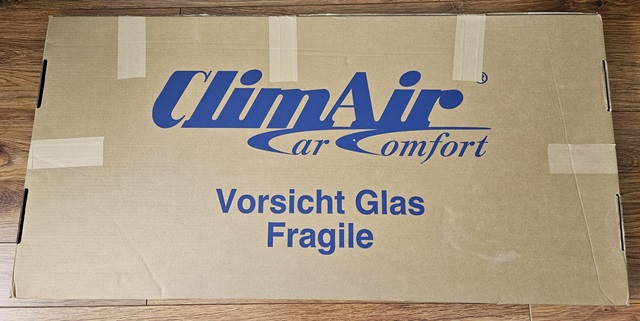 ClimAir®
Car Comfort
Vorsicht Glas
Fragile